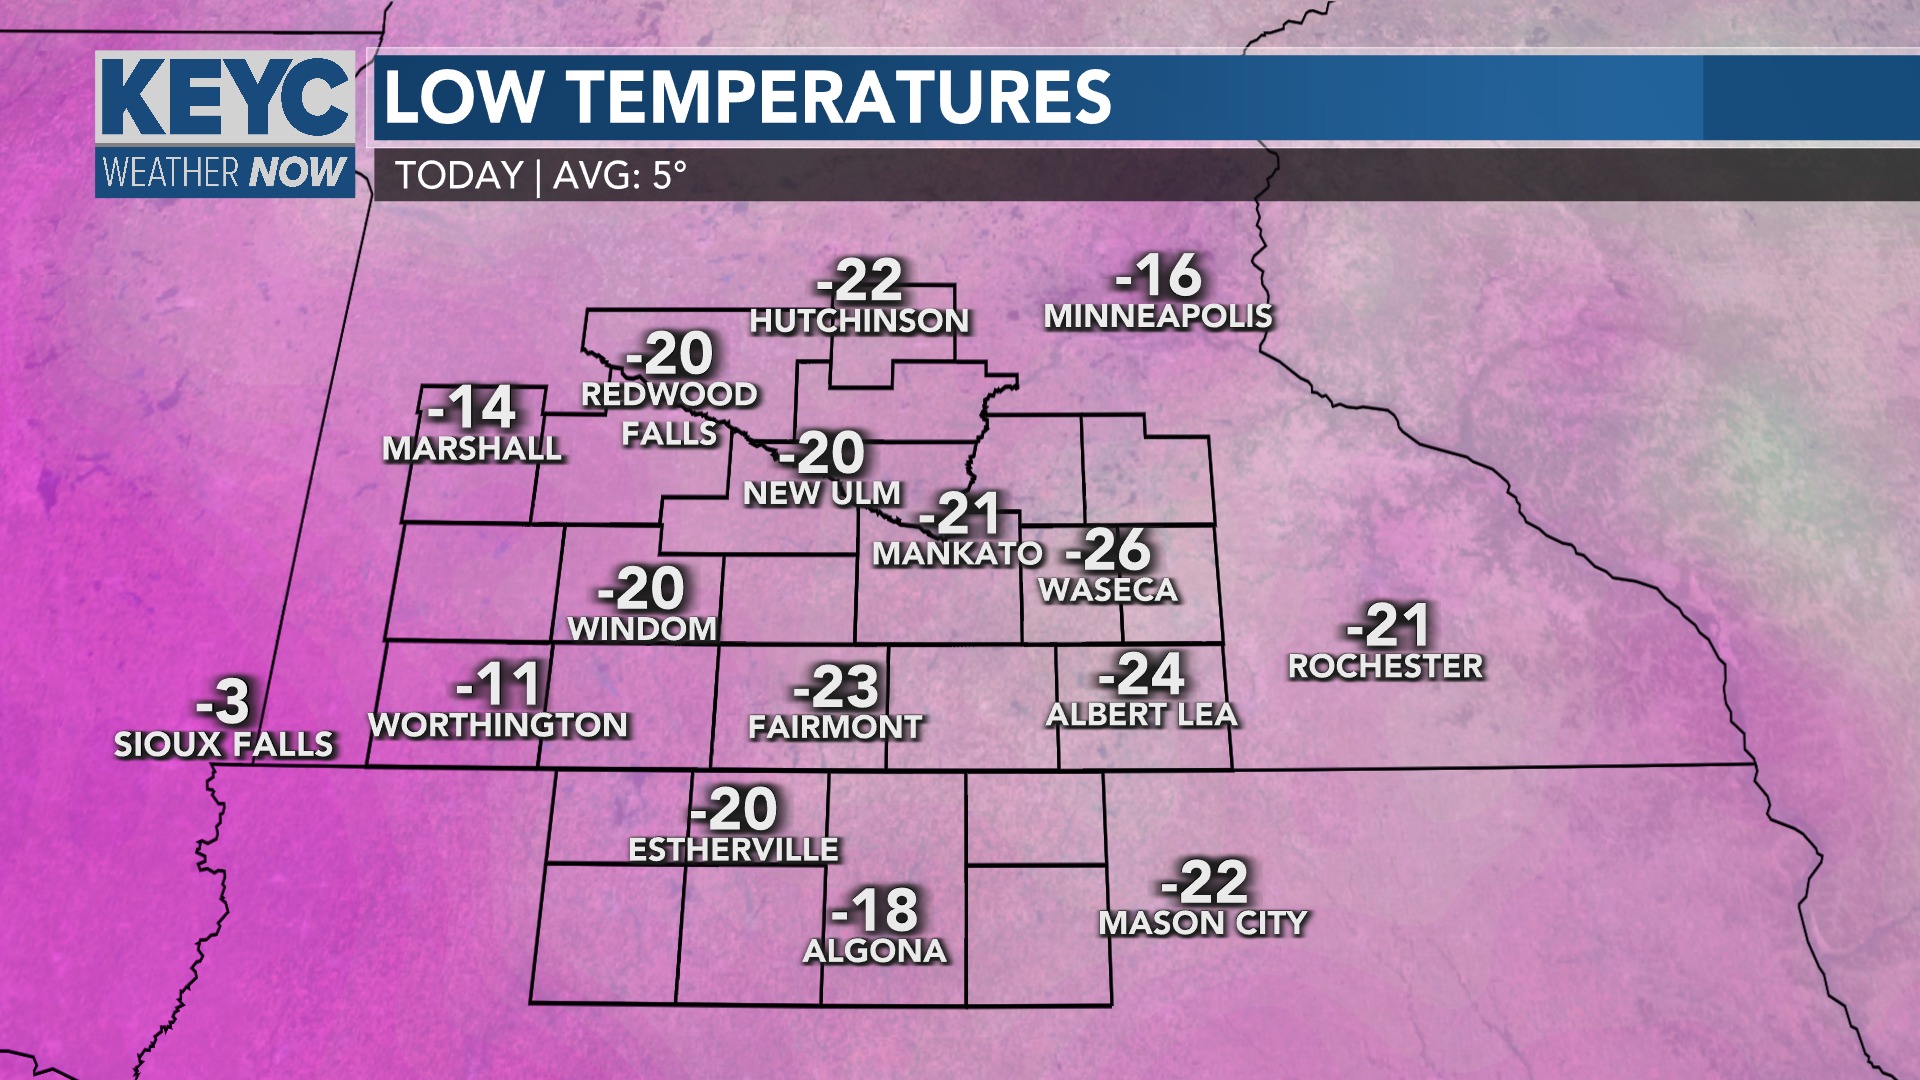 KEYC
WEATHER NOW
LOW TEMPERATURES
TODAY | AVG: 5°
-22
HUTCHINSON
-16
MINNEAPOLIS
-20
REDWOOD
FALLS
-14
MARSHALL
-20
NEW ULM
-21
MANKATO
-26
WASECA
-20
WINDOM
-21
ROCHESTER
-3
SIOUX FALLS
-11
WORTHINGTON
-23
FAIRMONT
-24
ALBERT LEA
-20
ESTHERVILLE
-18
ALGONA
-22
MASON CITY